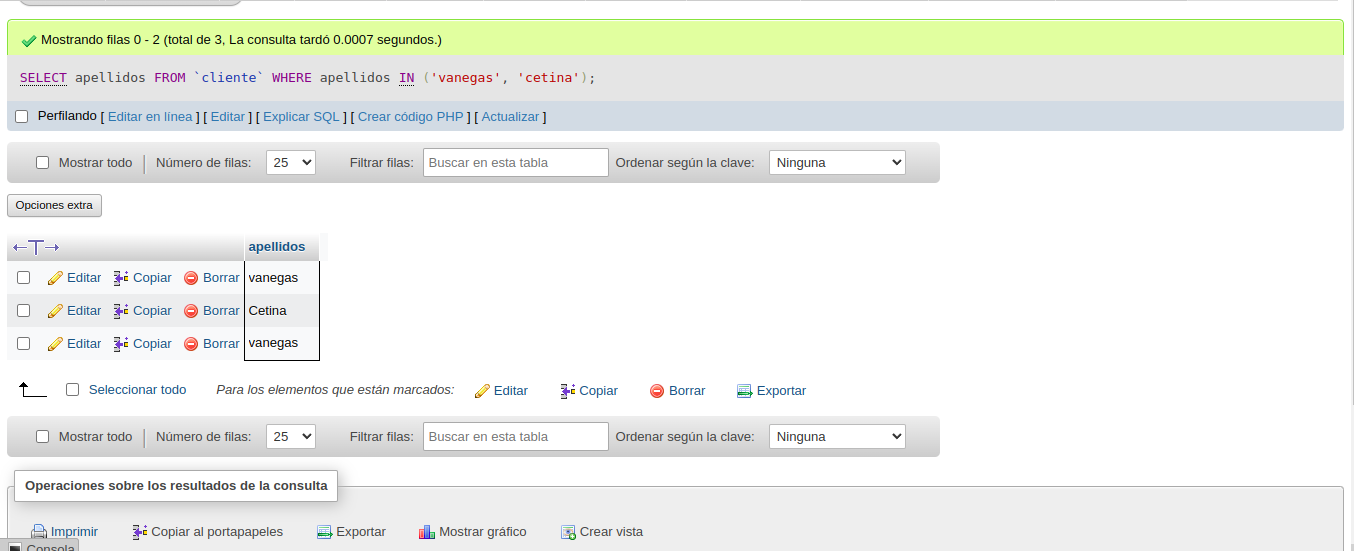 Mostrando filas 0 - 2 (total de 3, La consulta tardó 0.0007 segundos.)
SELECT apellidos FROM `cliente` WHERE apellidos IN ('vanegas', 'cetina');
Perfilando [ Editar en línea ] [ Editar ] [ Explicar SQL ] [ Crear código PHP ] [ Actualizar ]
Mostrar todo | Número de filas: 25 Filtrar filas: Buscar en esta tabla Ordenar según la clave: Ninguna
Opciones extra
←T→ apellidos
Editar Copiar Borrar vanegas
Editar Copiar Borrar Cetina
Editar Copiar Borrar vanegas
Seleccionar todo Para los elementos que están marcados: Editar Copiar Borrar Exportar
Mostrar todo | Número de filas: 25 Filtrar filas: Buscar en esta tabla Ordenar según la clave: Ninguna
Operaciones sobre los resultados de la consulta
Imprimir Copiar al portapapeles Exportar Mostrar gráfico Crear vista
Consola